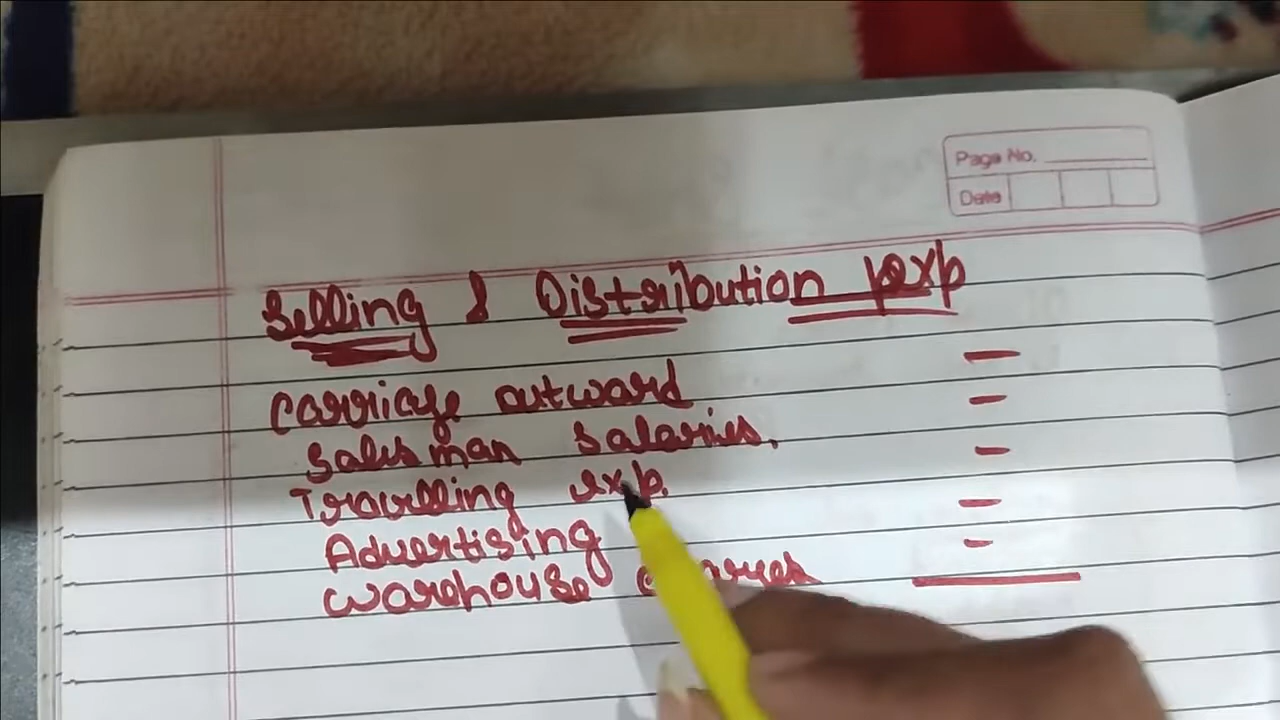 Page No.
Date
Selling & Distribution exp
Carriage outward
Salesman Salaries.
Travelling exp.
Advertising
Warehouse